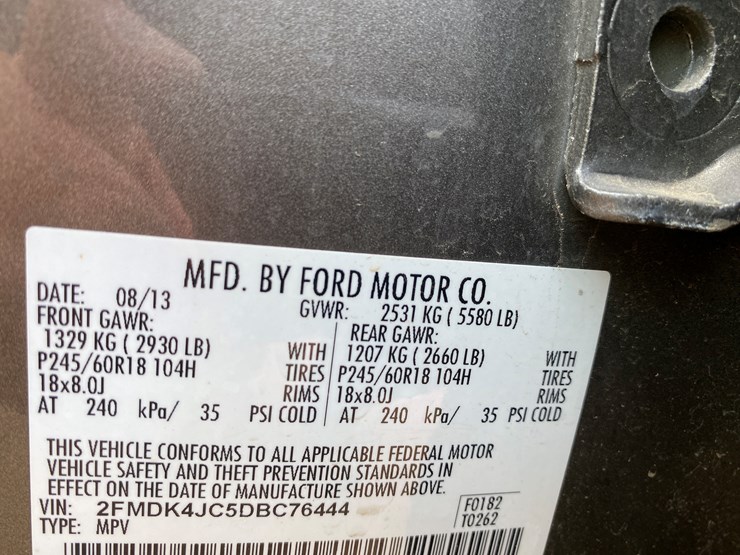 MFD. BY FORD MOTOR CO.
DATE: 08/13 GVWR: 2531 KG ( 5580 LB)
FRONT GAWR: REAR GAWR:
1329 KG ( 2930 LB) WITH 1207 KG ( 2660 LB) WITH
P245/60R18 104H TIRES P245/60R18 104H TIRES
18x8.0J RIMS 18x8.0J RIMS
AT 240 kPa/ 35 PSI COLD AT 240 kPa/ 35 PSI COLD
THIS VEHICLE CONFORMS TO ALL APPLICABLE FEDERAL MOTOR
VEHICLE SAFETY AND THEFT PREVENTION STANDARDS IN
EFFECT ON THE DATE OF MANUFACTURE SHOWN ABOVE.
VIN: 2FMDK4JC5DBC76444 F0182
TYPE: MPV T0262